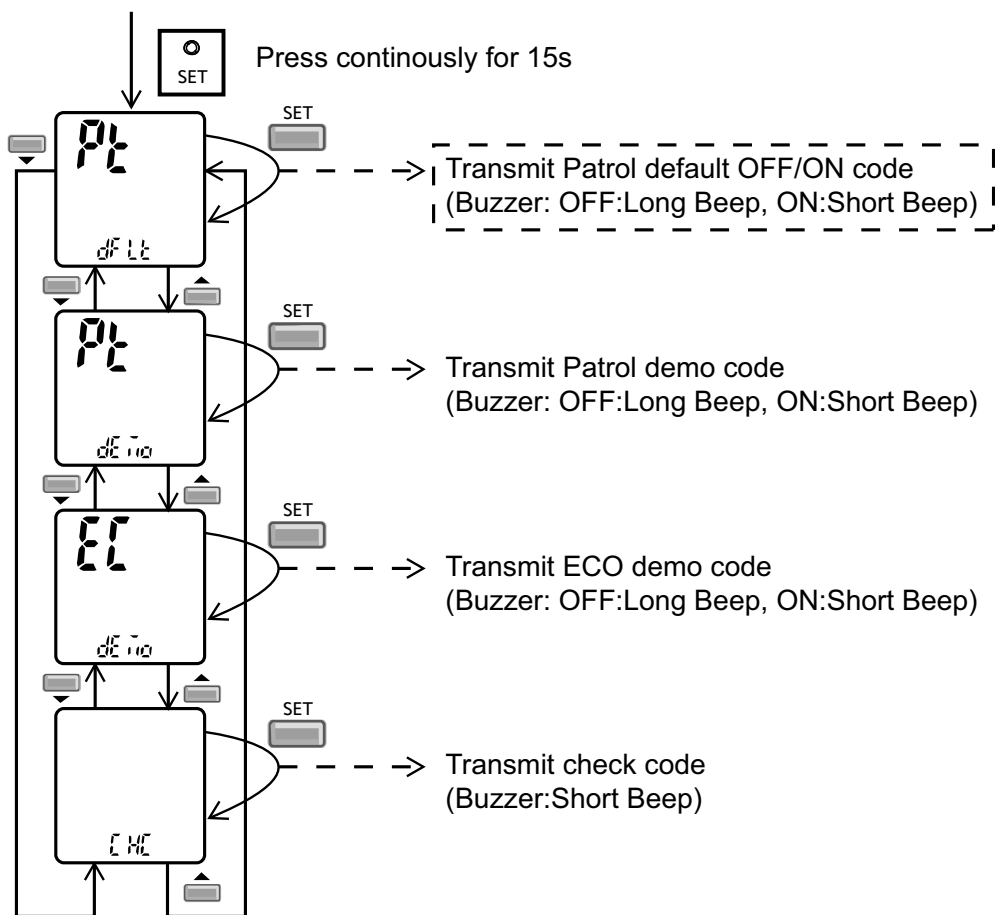 SET
Press continously for 15s
Pt
dFLt
SET
Transmit Patrol default OFF/ON code
(Buzzer: OFF:Long Beep, ON:Short Beep)
Pt
dEmo
SET
Transmit Patrol demo code
(Buzzer: OFF:Long Beep, ON:Short Beep)
EC
dEmo
SET
Transmit ECO demo code
(Buzzer: OFF:Long Beep, ON:Short Beep)
CHC
SET
Transmit check code
(Buzzer:Short Beep)